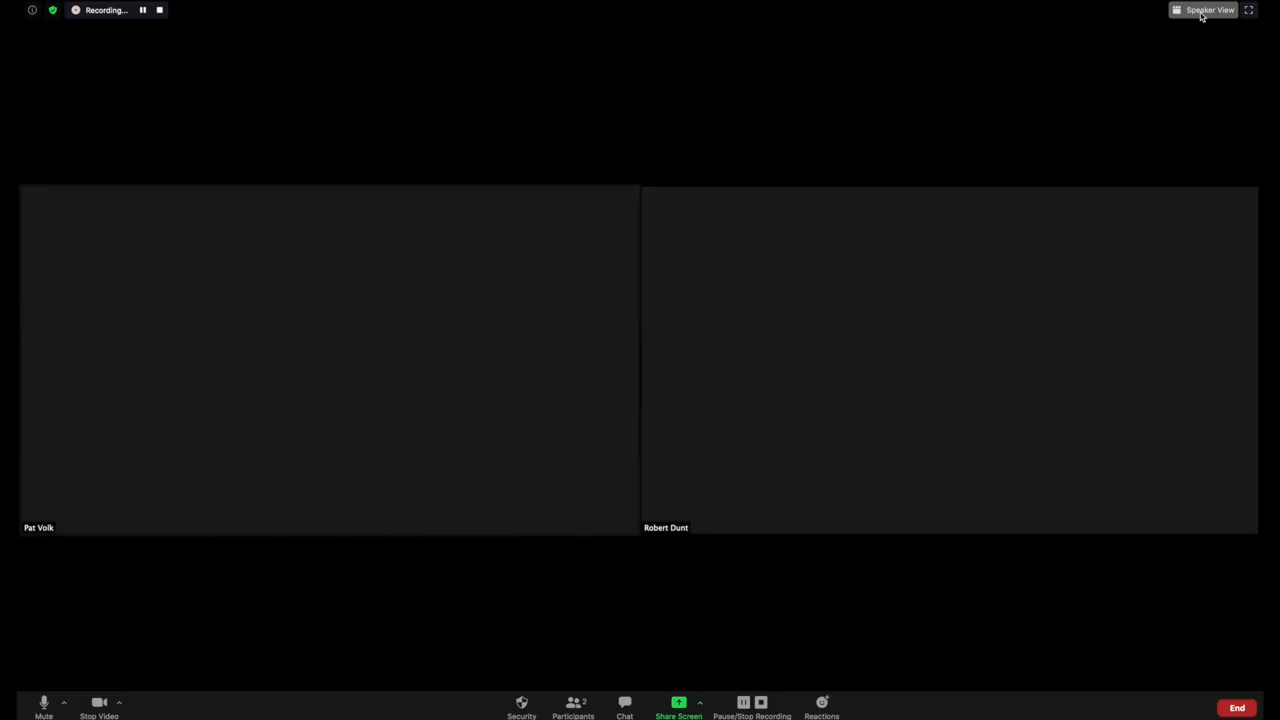 Recording...
Speaker View
Pat Volk
Robert Dunt
Mute
Stop Video
Security
Participants
2
Chat
Share Screen
Pause/Stop Recording
Reactions
End